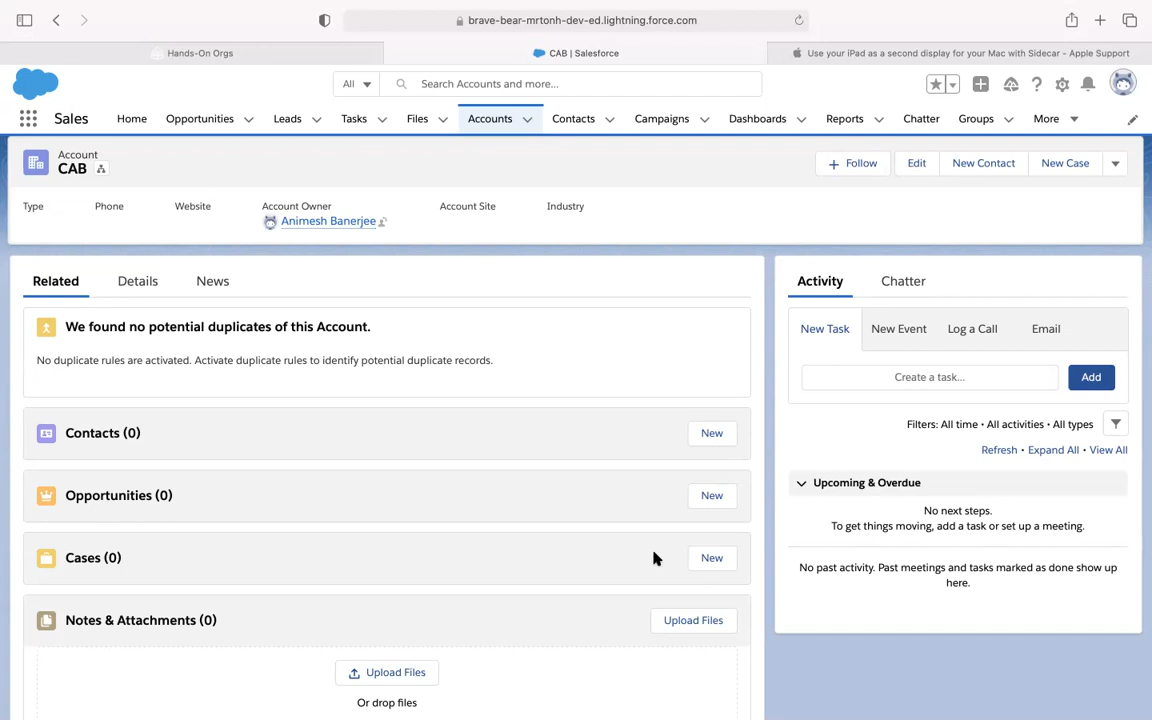 brave-bear-mrtonh-dev-ed.lightning.force.com
Hands-On Orgs
CAB | Salesforce
Use your iPad as a second display for your Mac with Sidecar - Apple Support
All
Search Accounts and more...
Sales
Home
Opportunities
Leads
Tasks
Files
Accounts
Contacts
Campaigns
Dashboards
Reports
Chatter
Groups
More
Account
CAB
Follow
Edit
New Contact
New Case
Type
Phone
Website
Account Owner
Account Site
Industry
Animesh Banerjee
Related
Details
News
We found no potential duplicates of this Account.
No duplicate rules are activated. Activate duplicate rules to identify potential duplicate records.
Contacts (0)
New
Opportunities (0)
New
Cases (0)
New
Notes & Attachments (0)
Upload Files
Upload Files
Or drop files
Activity
Chatter
New Task
New Event
Log a Call
Email
Create a task...
Add
Filters: All time • All activities • All types
Refresh • Expand All • View All
Upcoming & Overdue
No next steps.
To get things moving, add a task or set up a meeting.
No past activity. Past meetings and tasks marked as done show up
here.